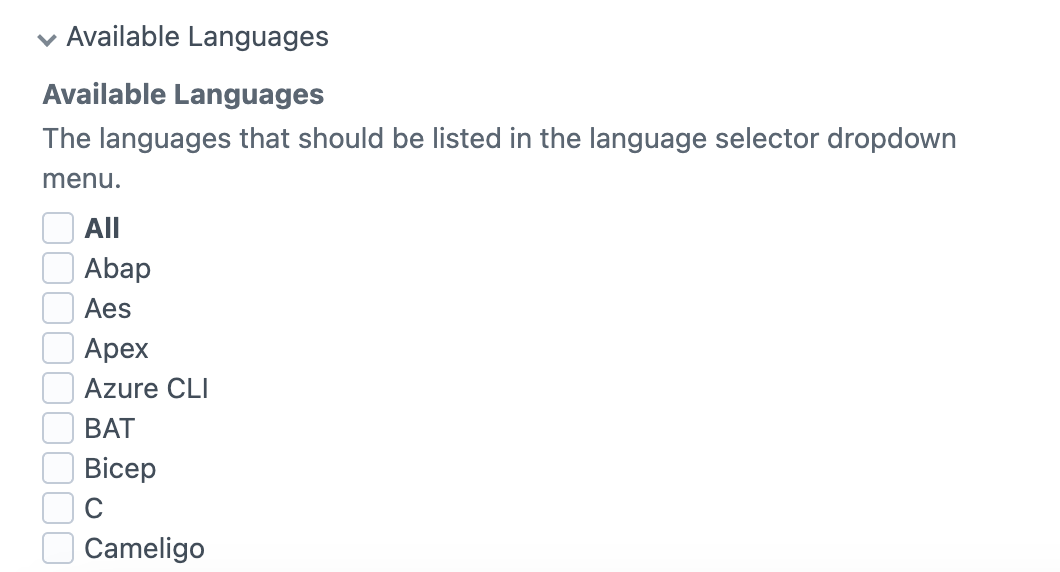 Available Languages
Available Languages
The languages that should be listed in the language selector dropdown
menu.
All
Abap
Aes
Apex
Azure CLI
BAT
Bicep
C
Cameligo